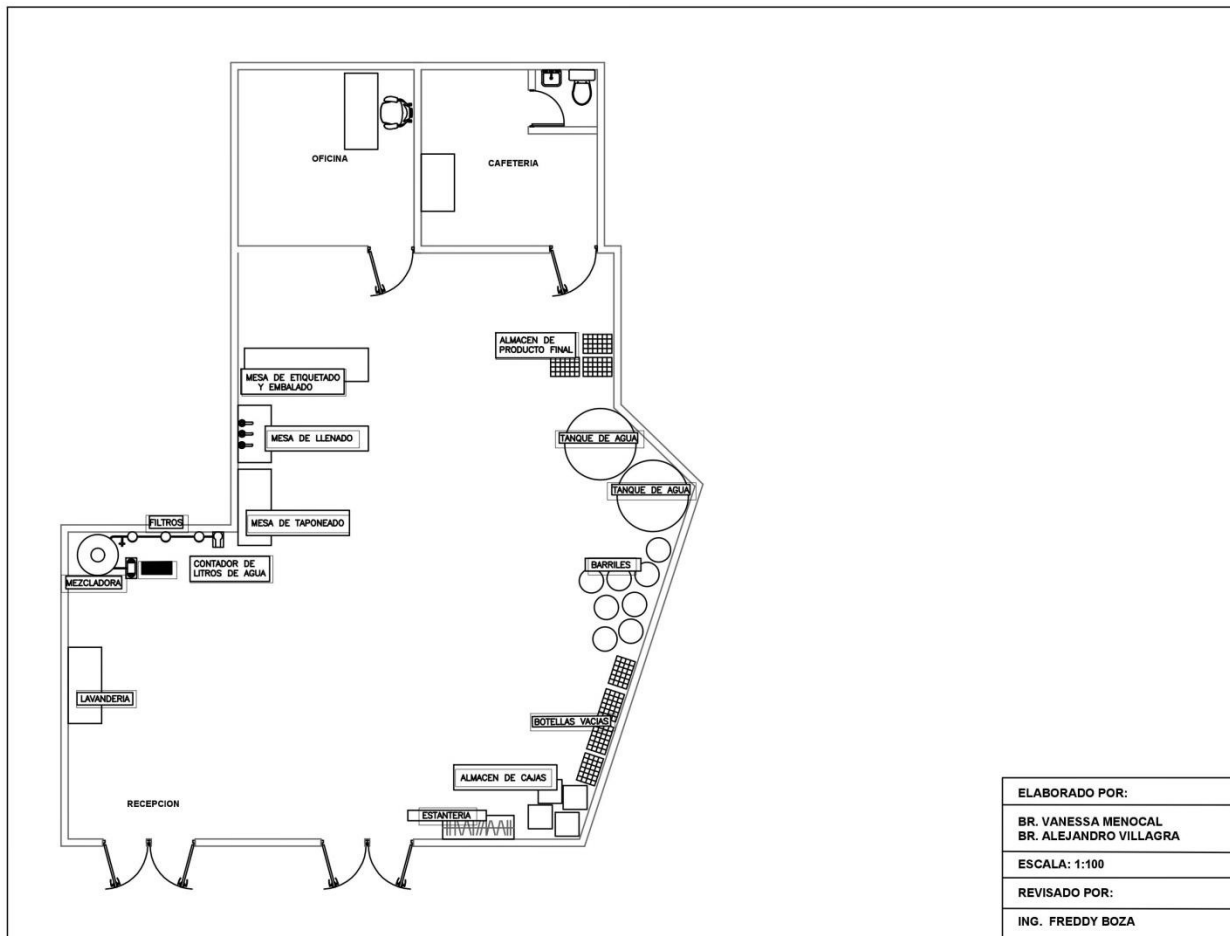 OFICINA
CAFETERIA
ALMACEN DE
PRODUCTO FINAL
MESA DE ETIQUETADO
Y EMBALADO
MESA DE LLENADO
TANQUE DE AGUA
TANQUE DE AGUA
FILTROS
MESA DE TAPONEADO
CONTADOR DE
LITROS DE AGUA
MEZCLADORA
BARRILES
LAVANDERIA
BOTELLAS VACIAS
ALMACEN DE CAJAS
RECEPCION
ESTANTERIA
ELABORADO POR:
BR. VANESSA MENOCAL
BR. ALEJANDRO VILLAGRA
ESCALA: 1:100
REVISADO POR:
ING. FREDDY BOZA